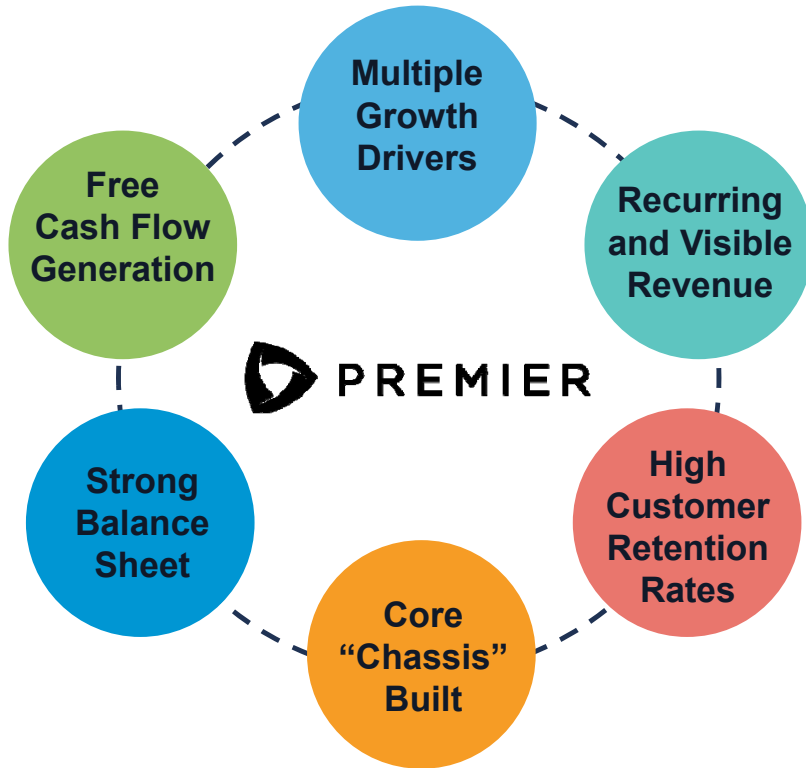 Multiple
Growth
Drivers
Free
Cash Flow
Generation
Recurring
and Visible
Revenue
PREMIER
Strong
Balance
Sheet
High
Customer
Retention
Rates
Core
“Chassis”
Built